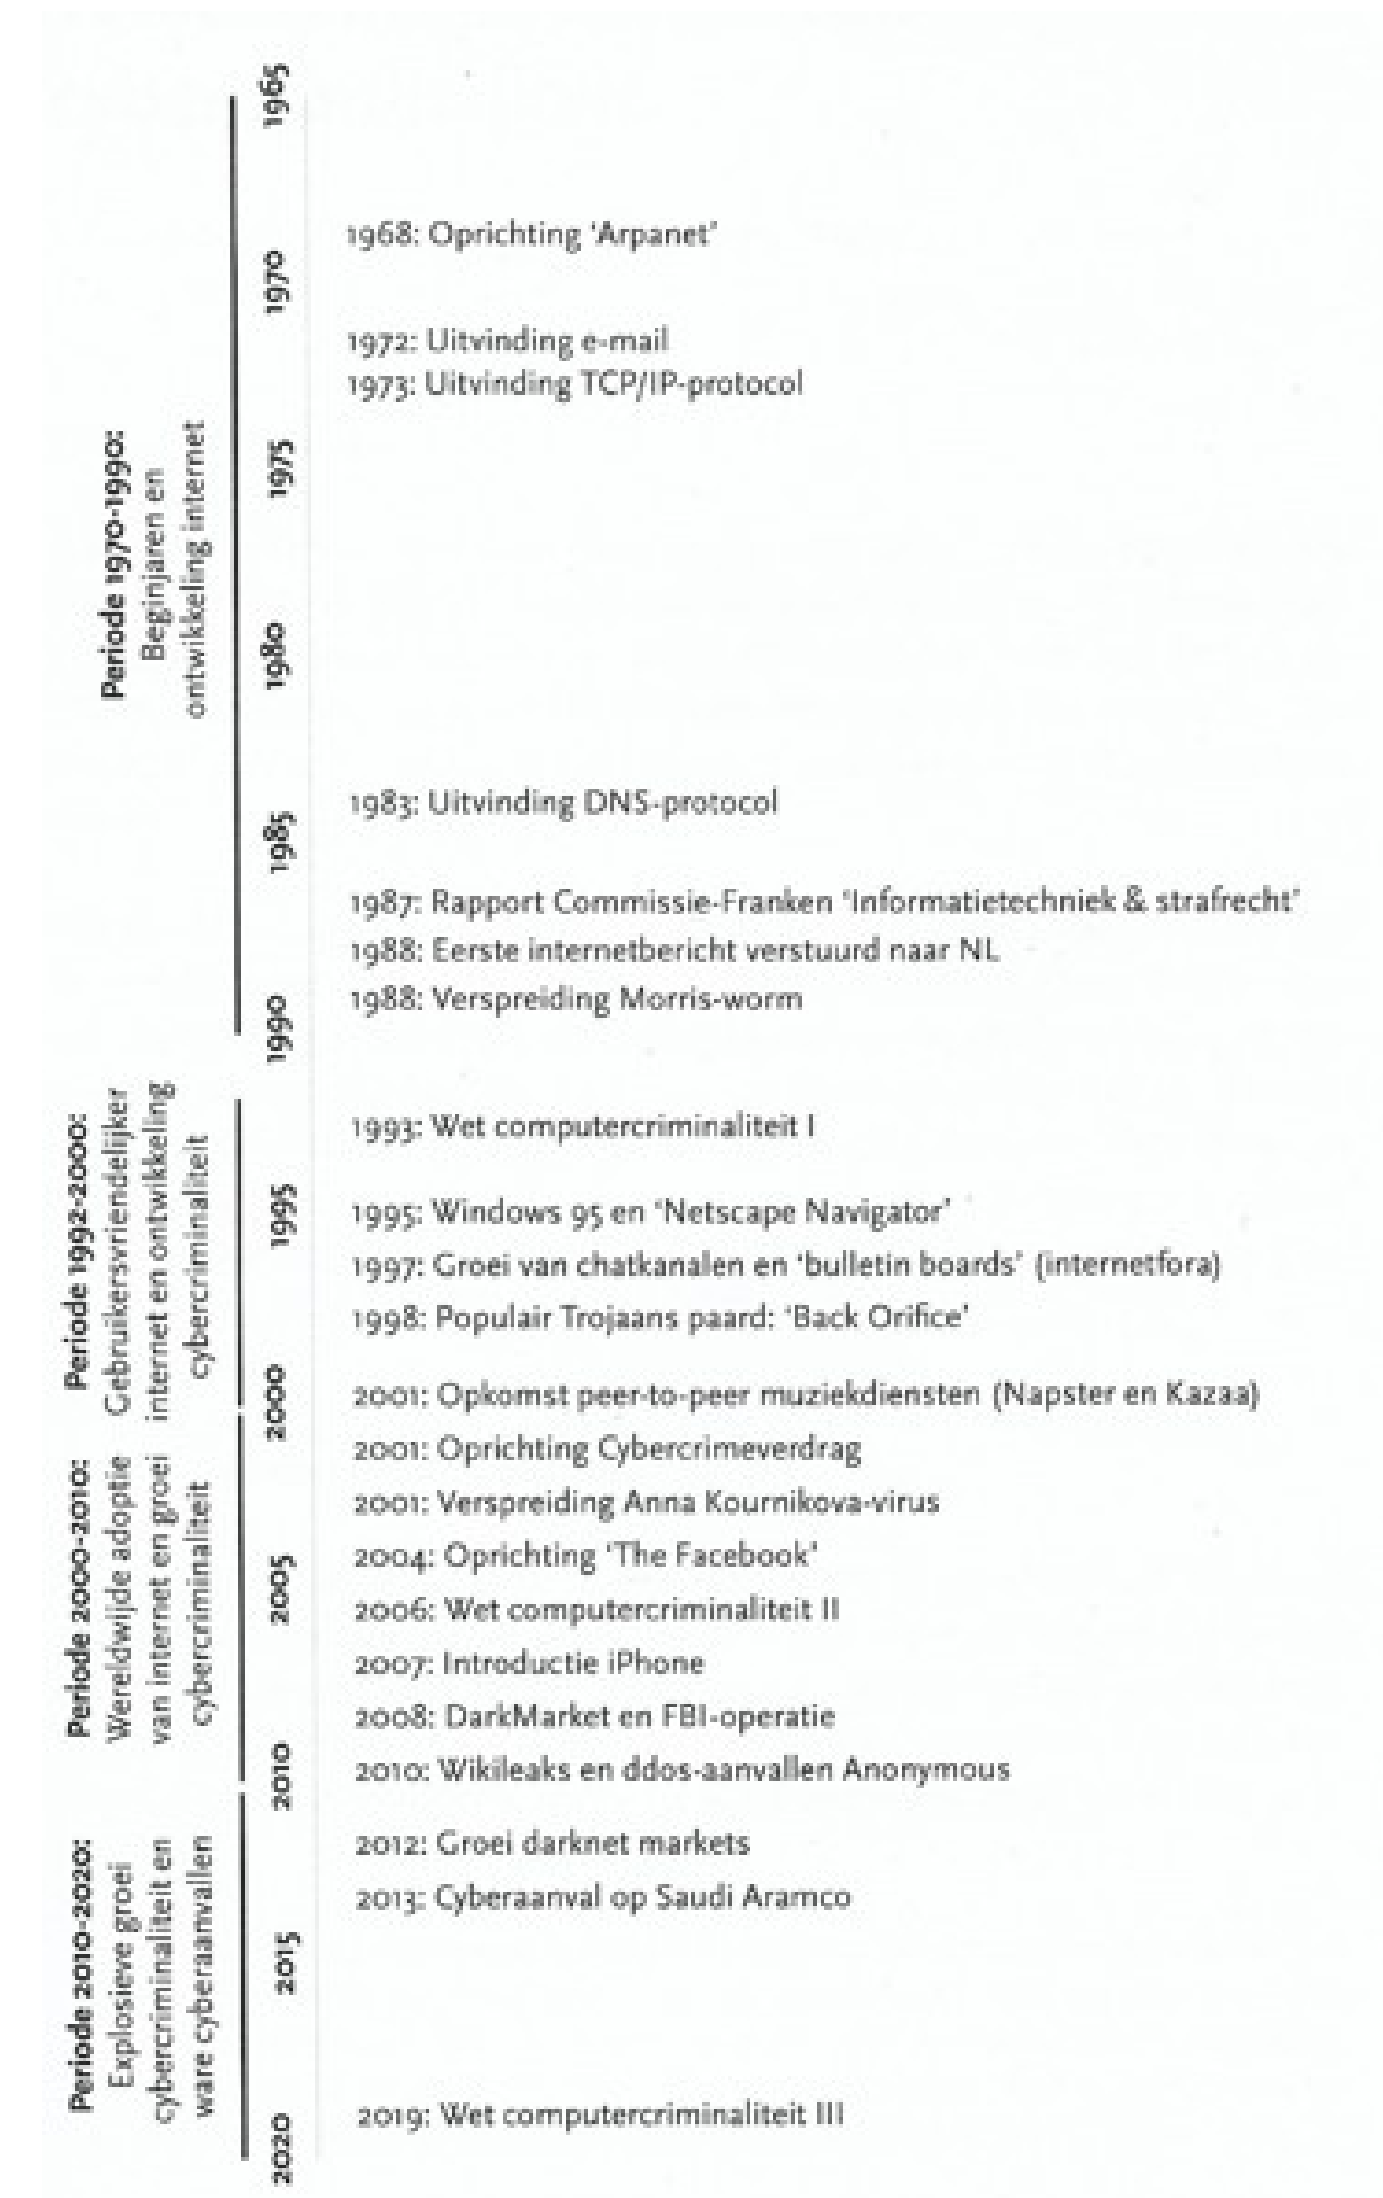 Periode 1970-1990:
Beginjaren en
ontwikkeling internet
Periode 1992-2000:
Gebruikersvriendelijker
internet en ontwikkeling
cybercriminaliteit
Periode 2000-2010:
Wereldwijde adoptie
van internet en groei
cybercriminaliteit
Periode 2010-2020:
Explosieve groei
cybercriminaliteit en
ware cyberaanvallen
1965
1970
1975
1980
1985
1990
1995
2000
2005
2010
2015
2020
1968: Oprichting ‘Arpanet’
1972: Uitvinding e-mail
1973: Uitvinding TCP/IP-protocol
1983: Uitvinding DNS-protocol
1987: Rapport Commissie-Franken ‘Informatietechniek & strafrecht’
1988: Eerste internetbericht verstuurd naar NL
1988: Verspreiding Morris-worm
1993: Wet computercriminaliteit I
1995: Windows 95 en ‘Netscape Navigator’
1997: Groei van chatkanalen en ‘bulletin boards’ (internetfora)
1998: Populair Trojaans paard: ‘Back Orifice’
2001: Opkomst peer-to-peer muziekdiensten (Napster en Kazaa)
2001: Oprichting Cybercrimeverdrag
2001: Verspreiding Anna Kournikova-virus
2004: Oprichting ‘The Facebook’
2006: Wet computercriminaliteit II
2007: Introductie iPhone
2008: DarkMarket en FBI-operatie
2010: Wikileaks en ddos-aanvallen Anonymous
2012: Groei darknet markets
2013: Cyberaanval op Saudi Aramco
2019: Wet computercriminaliteit III